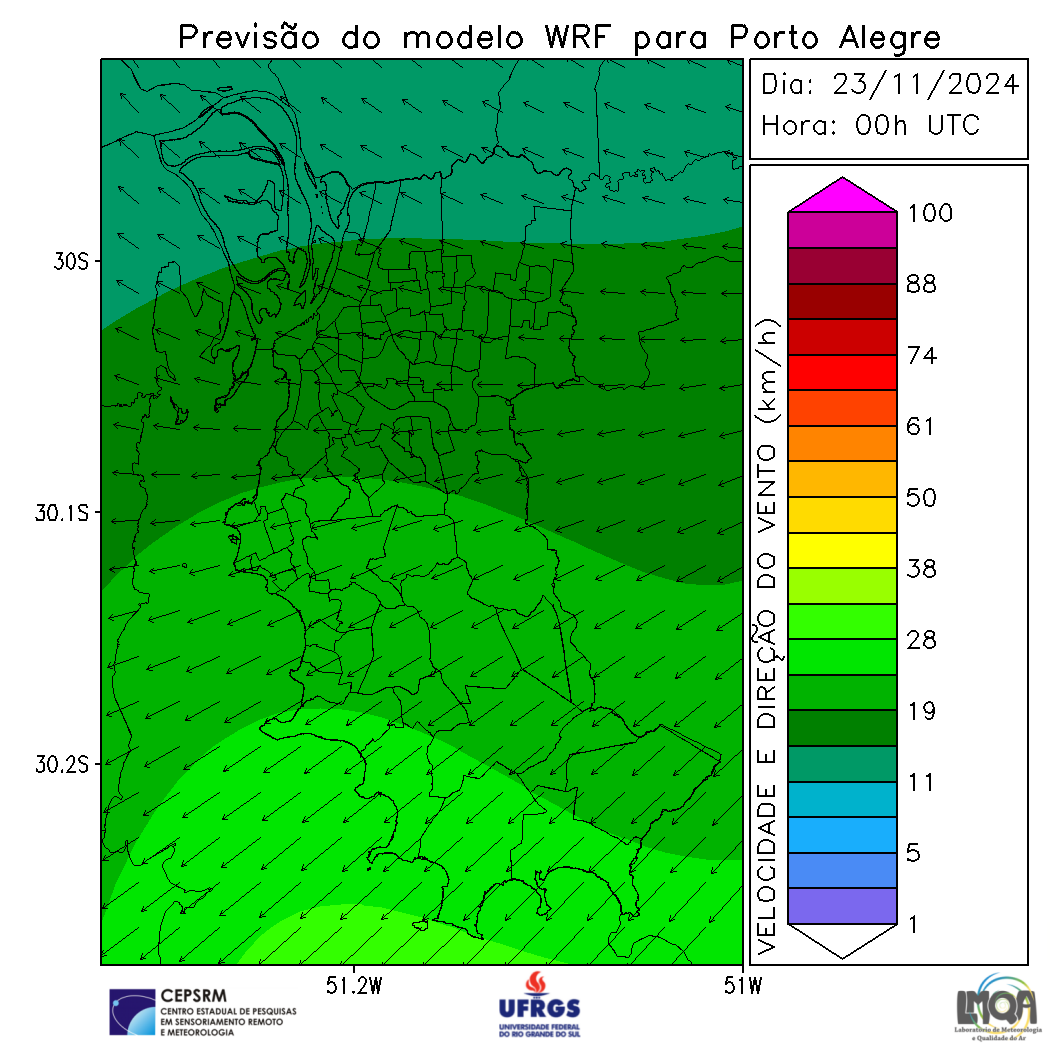 Previsão do modelo WRF para Porto Alegre
Dia: 23/11/2024
Hora: 00h UTC
30S
30.1S
30.2S
51.2W
51W
VELOCIDADE E DIREÇÃO DO VENTO (km/h)
100
88
74
61
50
38
28
19
11
5
1
CEPSRM
CENTRO ESTADUAL DE PESQUISAS
EM SENSORIAMENTO REMOTO
E METEOROLOGIA
UFRGS
UNIVERSIDADE FEDERAL
DO RIO GRANDE DO SUL
LMQA
Laboratório de Meteorologia
e Qualidade do Ar